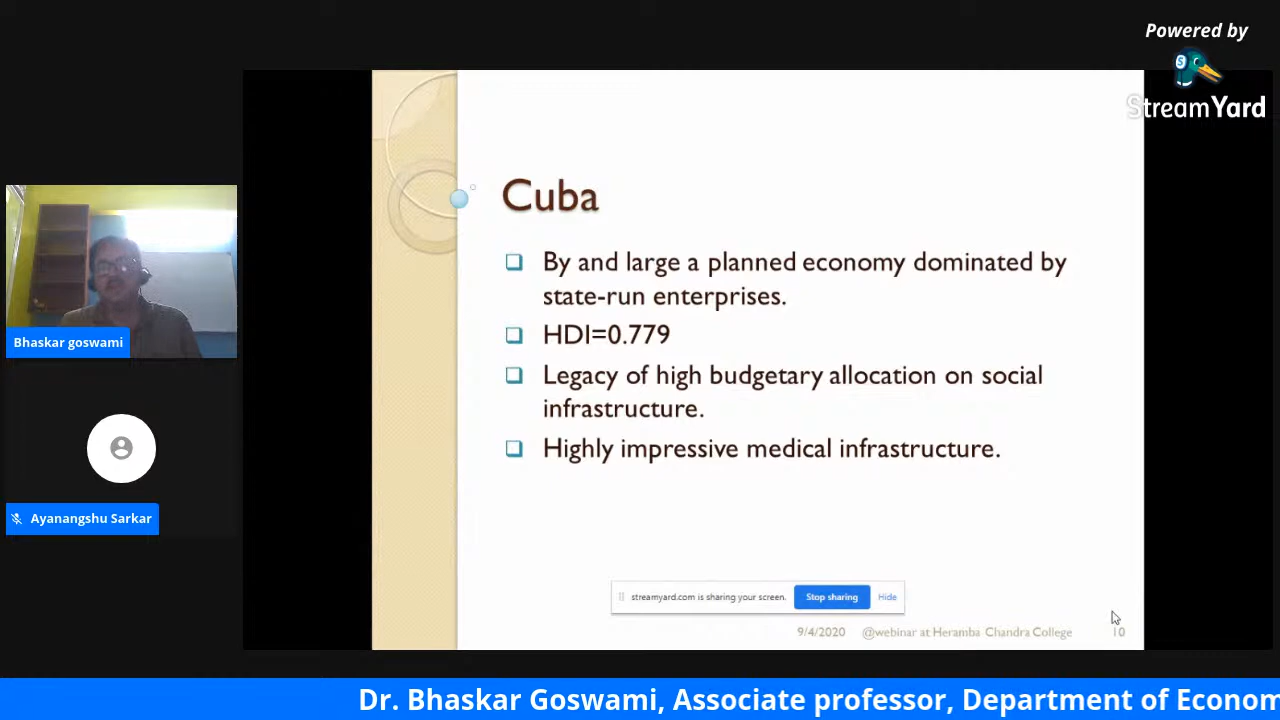 Powered by
StreamYard
Cuba
By and large a planned economy dominated by
state-run enterprises.
HDI=0.779
Legacy of high budgetary allocation on social
infrastructure.
Highly impressive medical infrastructure.
Bhaskar goswami
Ayanangshu Sarkar
streamyard.com is sharing your screen. Stop sharing Hide
9/4/2020 @webinar at Heramba Chandra College 10
Dr. Bhaskar Goswami, Associate professor, Department of Econom